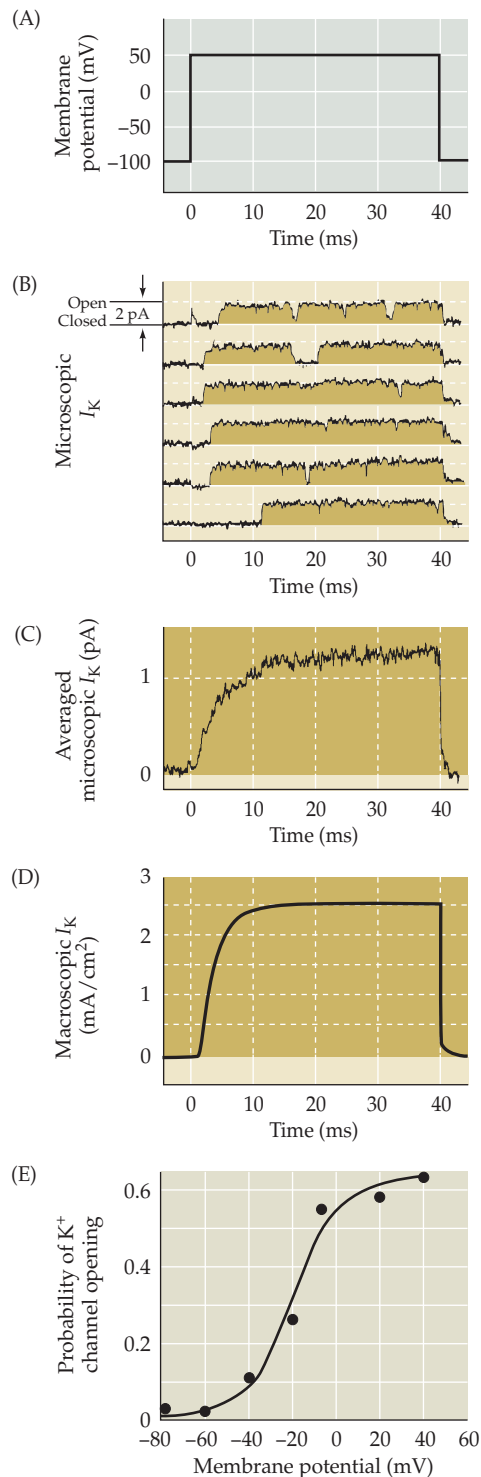 (A)
Membrane
potential (mV)
50
0
−50
−100
0
10
20
30
40
Time (ms)
(B)
Open
Closed
2 pA
Microscopic
I_K
0
10
20
30
40
Time (ms)
(C)
Averaged
microscopic I_K (pA)
1
0
0
10
20
30
40
Time (ms)
(D)
Macroscopic I_K
(mA/cm²)
3
2
1
0
0
10
20
30
40
Time (ms)
(E)
Probability of K⁺
channel opening
0.6
0.4
0.2
0
−80
−60
−40
−20
0
20
40
60
Membrane potential (mV)